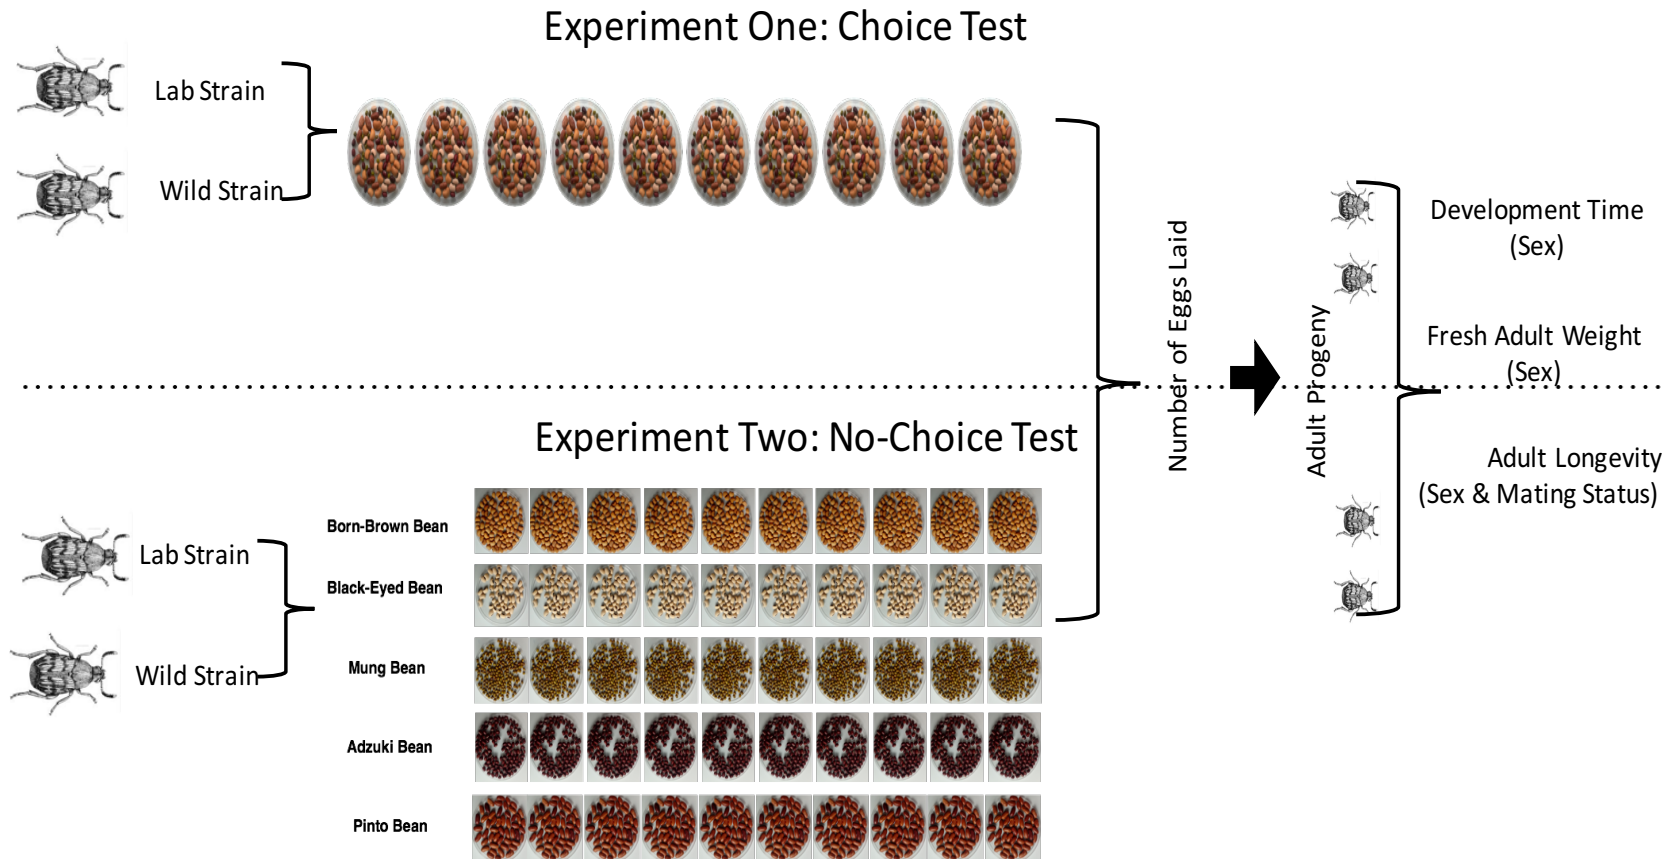 Experiment One: Choice Test
Lab Strain
Wild Strain
Number of Eggs Laid
Adult Progeny
Development Time
(Sex)
Fresh Adult Weight
(Sex)
Adult Longevity
(Sex & Mating Status)
Experiment Two: No-Choice Test
Lab Strain
Wild Strain
Born-Brown Bean
Black-Eyed Bean
Mung Bean
Adzuki Bean
Pinto Bean